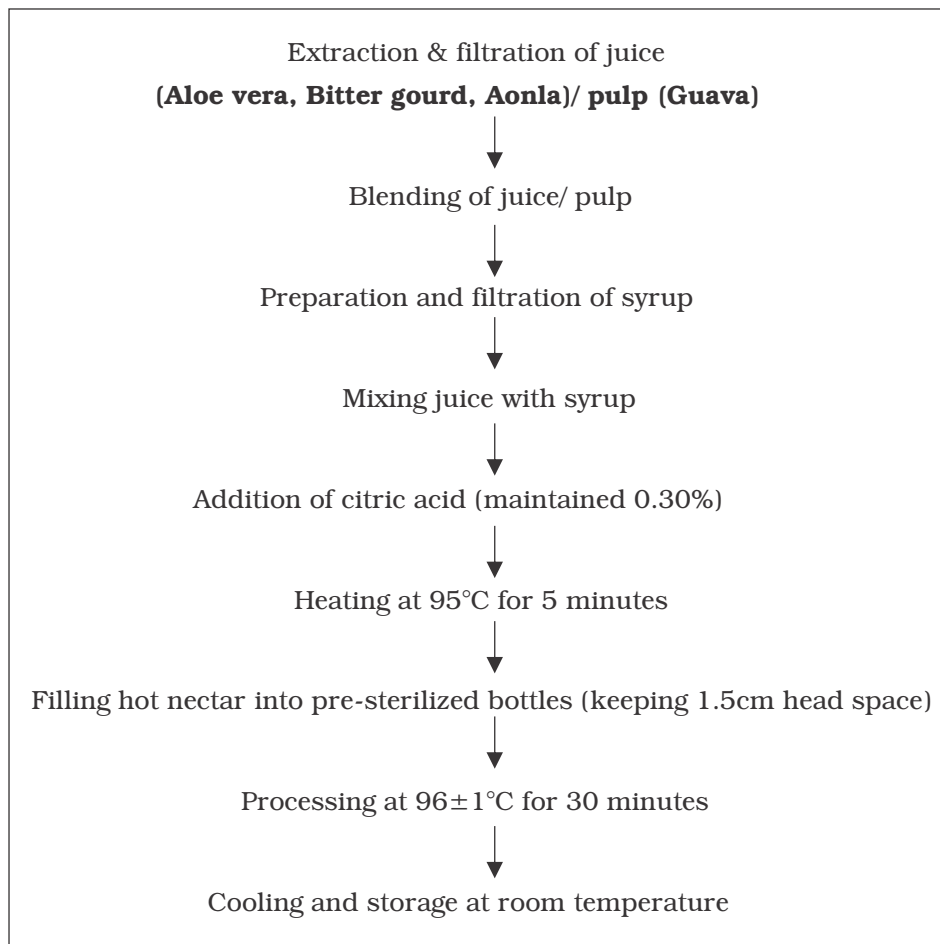 Extraction & filtration of juice
(Aloe vera, Bitter gourd, Aonla)/ pulp (Guava)
Blending of juice/ pulp
Preparation and filtration of syrup
Mixing juice with syrup
Addition of citric acid (maintained 0.30%)
Heating at 95°C for 5 minutes
Filling hot nectar into pre-sterilized bottles (keeping 1.5cm head space)
Processing at 96±1°C for 30 minutes
Cooling and storage at room temperature